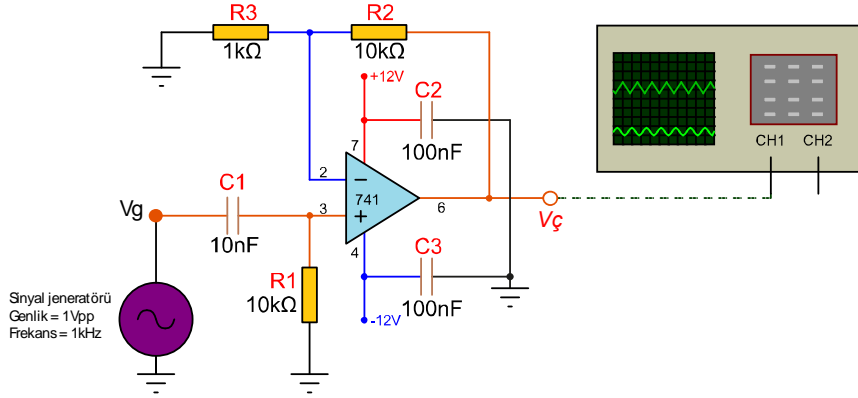 R3
R2
1kΩ
10kΩ
+12V
C2
100nF
7
2
741
6
3
4
Vg
C1
10nF
R1
10kΩ
C3
100nF
-12V
Vç
CH1 CH2
Sinyal jeneratörü
Genlik = 1Vpp
Frekans = 1kHz